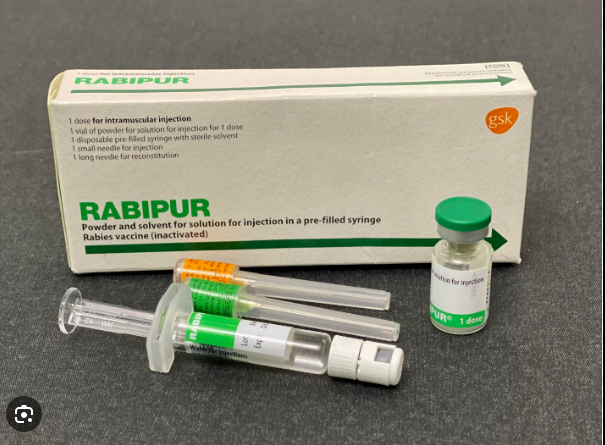 1 dose for intramuscular injection
RABIPUR
gsk
1 dose for intramuscular injection
1 vial of powder for solution for injection for 1 dose
1 disposable pre-filled syringe with sterile solvent
1 small needle for injection
1 long needle for reconstitution
RABIPUR
Powder and solvent for solution for injection in a pre-filled syringe
Rabies vaccine (inactivated)
solution for injection
PUR® 1 dose
RABIP
Lot
Exp
Water for injections